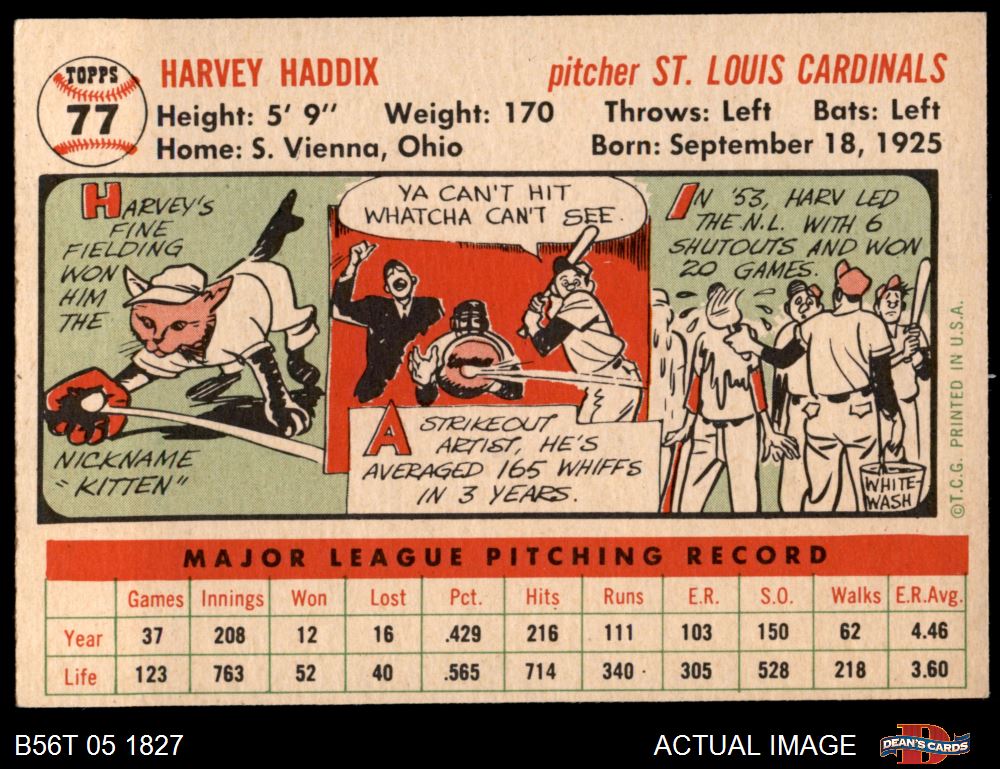 TOPPS
77
HARVEY HADDIX
pitcher ST. LOUIS CARDINALS
Height: 5' 9" Weight: 170 Throws: Left Bats: Left
Home: S. Vienna, Ohio Born: September 18, 1925
HARVEY'S
FINE
FIELDING
WON
HIM
THE
NICKNAME
"KITTEN"
YA CAN'T HIT
WHATCHA CAN'T SEE.
A STRIKEOUT
ARTIST, HE'S
AVERAGED 165 WHIFFS
IN 3 YEARS.
IN '53, HARV LED
THE N.L. WITH 6
SHUTOUTS AND WON
20 GAMES.
WHITE-
WASH
©T.C.G. PRINTED IN U.S.A.
MAJOR LEAGUE PITCHING RECORD
Games Innings Won Lost Pct. Hits Runs E.R. S.O. Walks E.R.Avg.
Year 37 208 12 16 .429 216 111 103 150 62 4.46
Life 123 763 52 40 .565 714 340 305 528 218 3.60
B56T 05 1827
ACTUAL IMAGE
DEAN'S CARDS